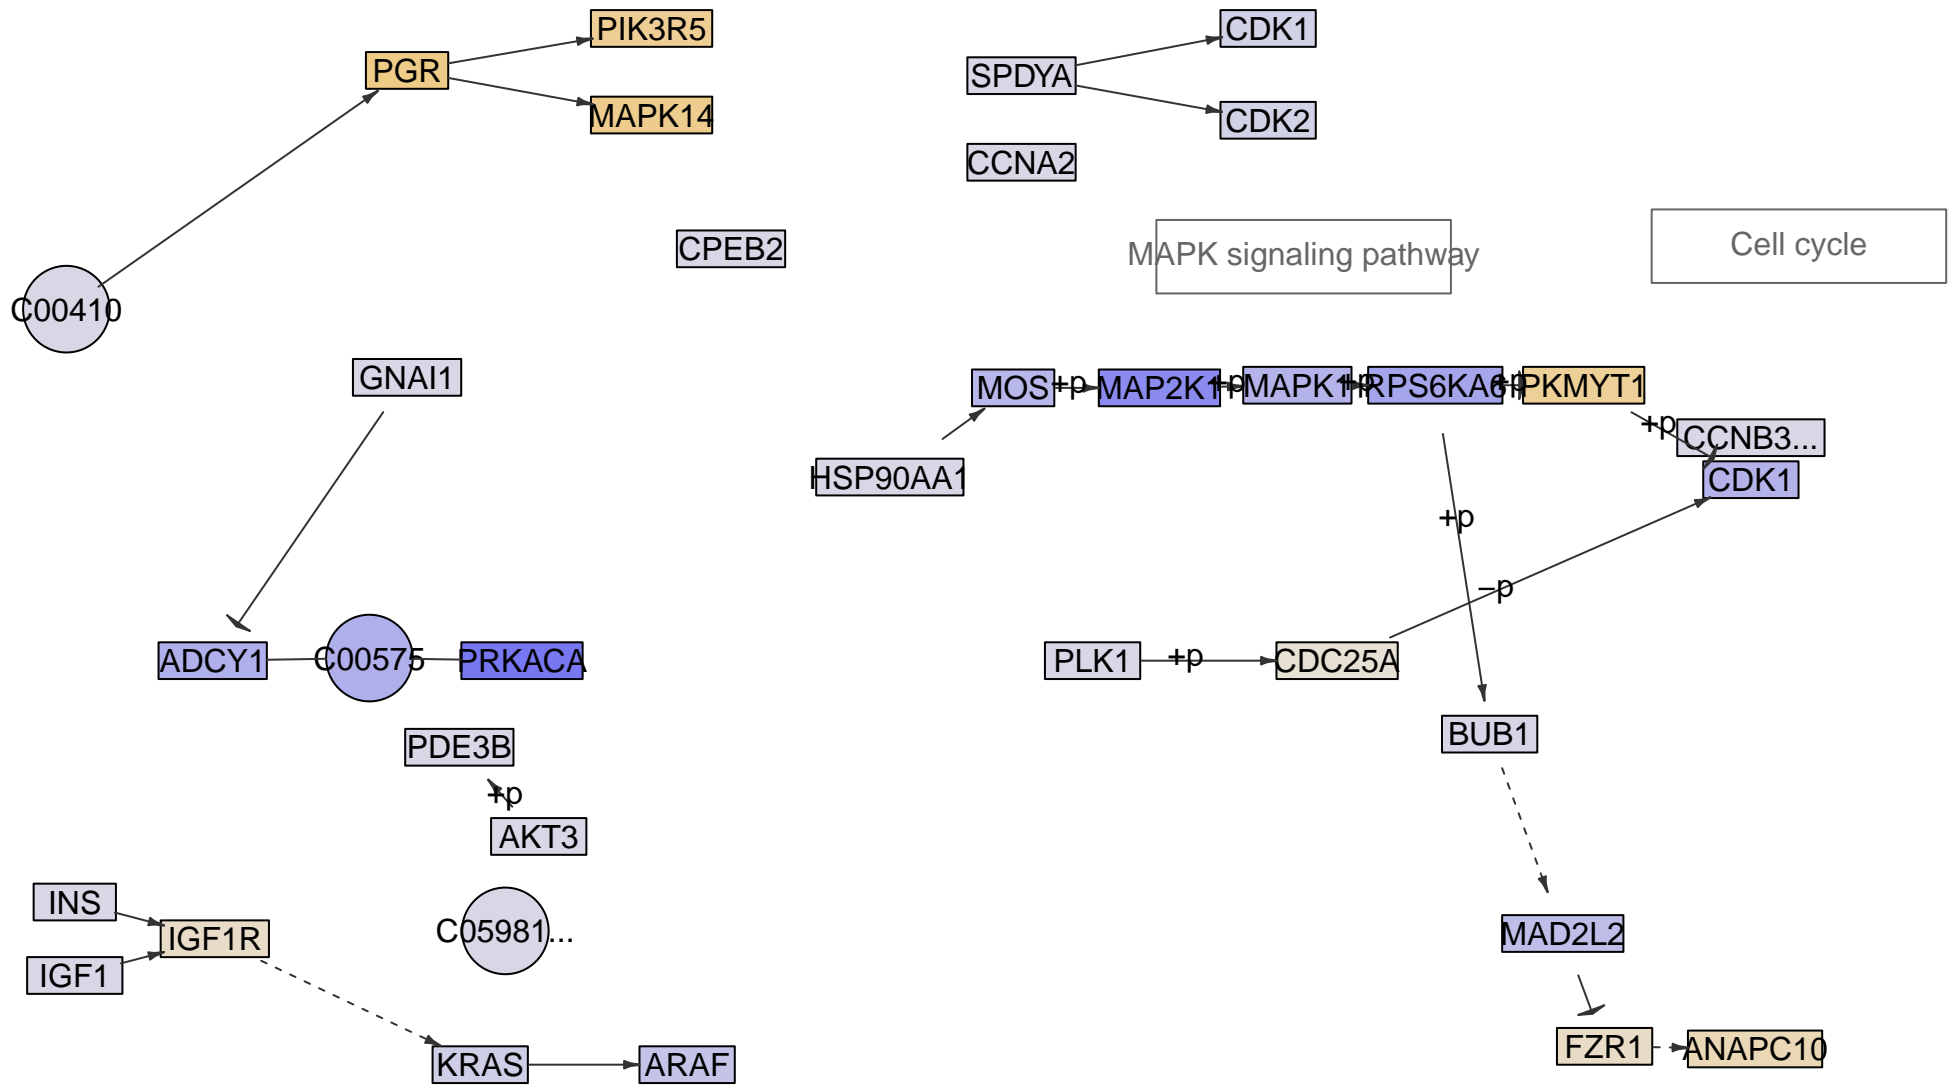 PIK3R5
CDK1
PGR
SPDYA
MAPK14
CDK2
CCNA2
CPEB2
MAPK signaling pathway
Cell cycle
C00410
GNAI1
MOS
+p
MAP2K1
+p
MAPK1
+p
RPS6KA6
+p
PKMYT1
+p
CCNB3...
HSP90AA1
CDK1
+p
−p
ADCY1
C00575
PRKACA
PLK1
+p
CDC25A
BUB1
PDE3B
+p
AKT3
INS
IGF1R
C05981...
MAD2L2
IGF1
FZR1
ANAPC10
KRAS
ARAF